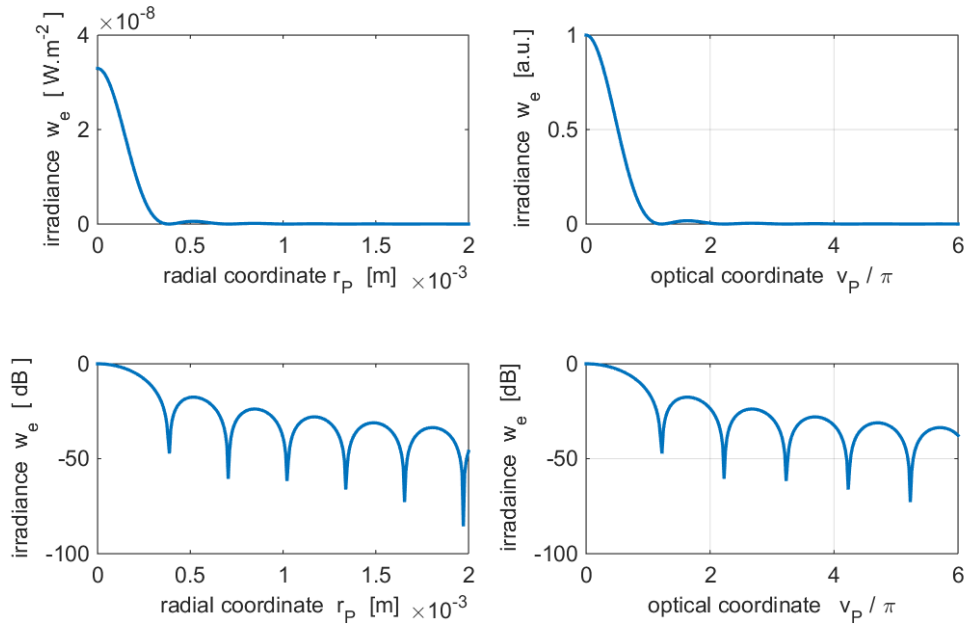 ×10-8
irradiance w_e [ W.m-2]
4
2
0
0 0.5 1 1.5 2
radial coordinate r_P [m] ×10-3
irradiance w_e [a.u.]
1
0.5
0
0 2 4 6
optical coordinate v_P / π
irradiance w_e [ dB]
0
-50
-100
0 0.5 1 1.5 2
radial coordinate r_P [m] ×10-3
irradaince w_e [dB]
0
-50
-100
0 2 4 6
optical coordinate v_P / π